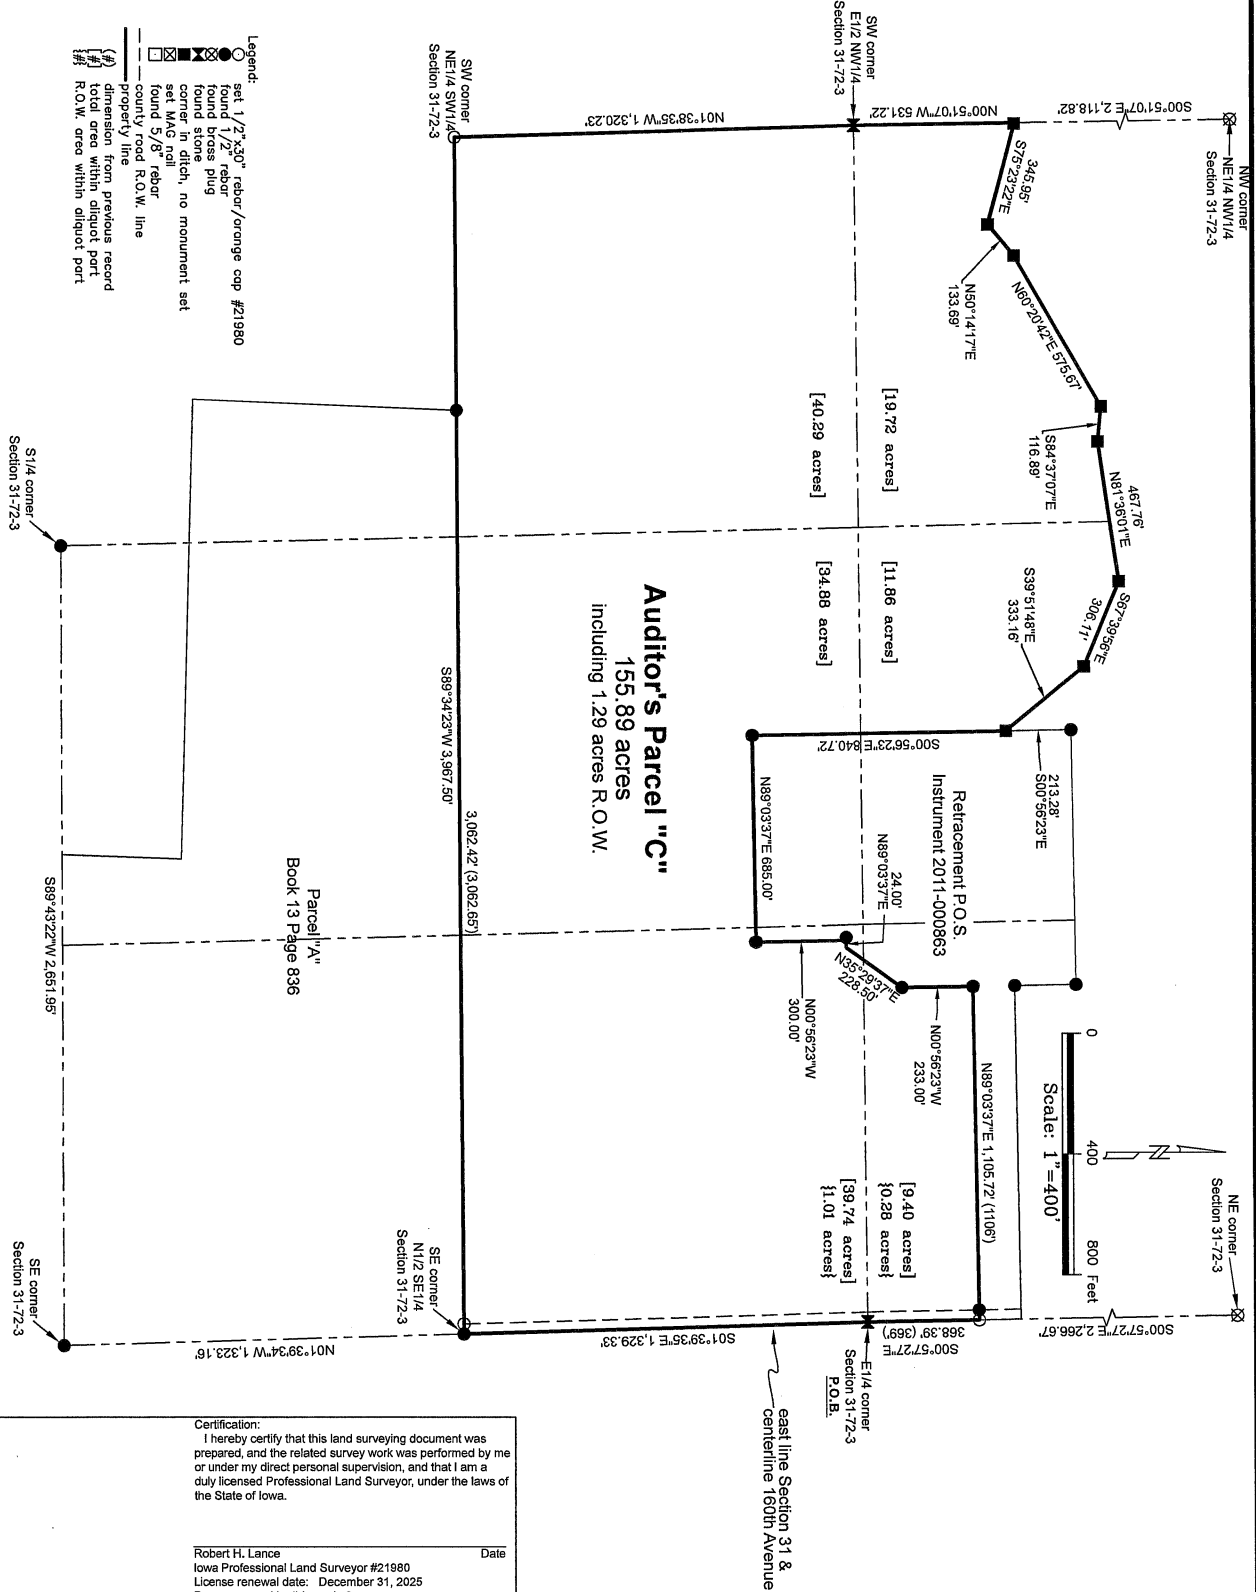 NW corner
NE1/4 NW1/4
Section 31-72-3
S00°51'07"E 2,118.82'
SW corner
E1/2 NW1/4
Section 31-72-3
N00°51'07"W 531.22'
345.95'
S75°23'22"E
N50°14'17"E
133.69'
N60°20'42"E 575.67'
S84°37'07"E
116.89'
467.76'
N81°36'01"E
S67°39'56"E
306.11'
S39°51'48"E
333.16'
213.28'
S00°56'23"E
S00°56'23"E 840.72'
N89°03'37"E 685.00'
N00°56'23"W
300.00'
24.00'
N89°03'37"E
N35°29'37"E
228.50'
N00°56'23"W
233.00'
N89°03'37"E 1,105.72' (1106')
Retracement P.O.S.
Instrument 2011-000863
0
400
800 Feet
Scale: 1"=400'
N
NE corner
Section 31-72-3
S00°57'27"E 2,266.67'
S00°57'27"E
368.39' (369')
E1/4 corner
Section 31-72-3
P.O.B.
east line Section 31 &
centerline 160th Avenue
S01°39'35"E 1,329.33'
[19.72 acres]
[40.29 acres]
[11.86 acres]
[34.88 acres]
[9.40 acres]
{0.28 acres}
[39.74 acres]
{1.01 acres}
Auditor's Parcel "C"
155.89 acres
including 1.29 acres R.O.W.
N01°38'35"W 1,320.23'
SW corner
NE1/4 SW1/4
Section 31-72-3
S89°34'23"W 3,967.50'
3,062.42' (3,062.65')
SE corner
N1/2 SE1/4
Section 31-72-3
N01°39'34"W 1,323.16'
Parcel "A"
Book 13 Page 836
S89°43'22"W 2,651.95'
S1/4 corner
Section 31-72-3
SE corner
Section 31-72-3
Legend:
set 1/2"x30" rebar/orange cap #21980
found 1/2" rebar
found brass plug
found stone
corner in ditch, no monument set
set MAG nail
found 5/8" rebar
county road R.O.W. line
property line
(#) dimension from previous record
[#] total area within aliquot part
{#} R.O.W. area within aliquot part
Certification:
I hereby certify that this land surveying document was
prepared, and the related survey work was performed by me
or under my direct personal supervision, and that I am a
duly licensed Professional Land Surveyor, under the laws of
the State of Iowa.
Robert H. Lance Date
Iowa Professional Land Surveyor #21980
License renewal date: December 31, 2025